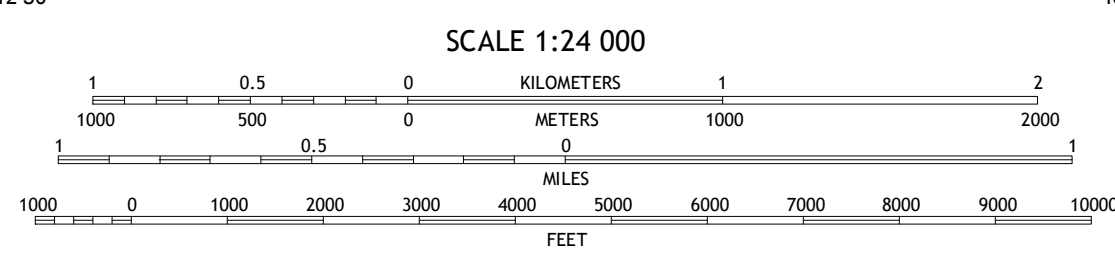 SCALE 1:24 000
1 0.5 0 KILOMETERS 1 2
1000 500 0 METERS 1000 2000
1 0.5 0 1
MILES
1000 0 1000 2000 3000 4000 5000 6000 7000 8000 9000 10000
FEET